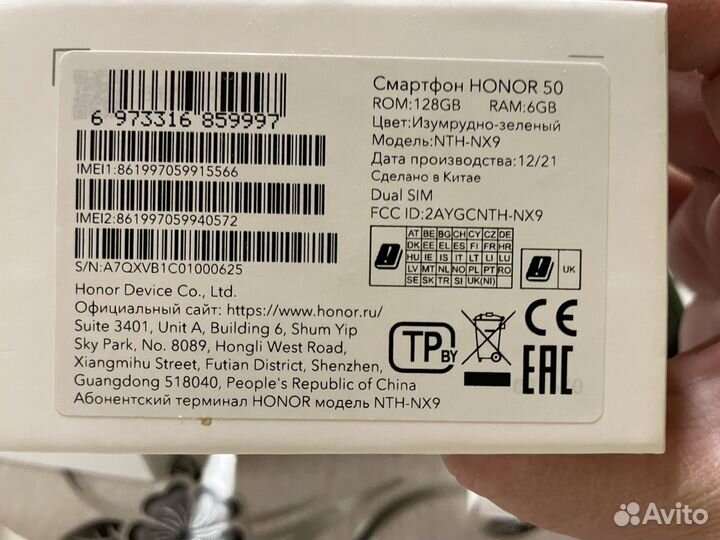 6 973316 859997
IMEI1:861997059915566
IMEI2:861997059940572
S/N:A7QXVB1C01000625
Смартфон HONOR 50
ROM:128GB RAM:6GB
Цвет:Изумрудно-зеленый
Модель:NTH-NX9
Дата производства:12/21
Сделано в Китае
Dual SIM
FCC ID:2AYGCNTH-NX9
AT BE BG CH CY CZ DE
DK EE EL ES FI FR HR
HU IE IS IT LT LI LU
LV MT NL NO PL PT RO
SE SK TR SI UK(NI)
UK
Honor Device Co., Ltd.
Официальный сайт: https://www.honor.ru/
Suite 3401, Unit A, Building 6, Shum Yip
Sky Park, No. 8089, Hongli West Road,
Xiangmihu Street, Futian District, Shenzhen,
Guangdong 518040, People's Republic of China
Абонентский терминал HONOR модель NTH-NX9
TP BY
CE
EAC
Avito